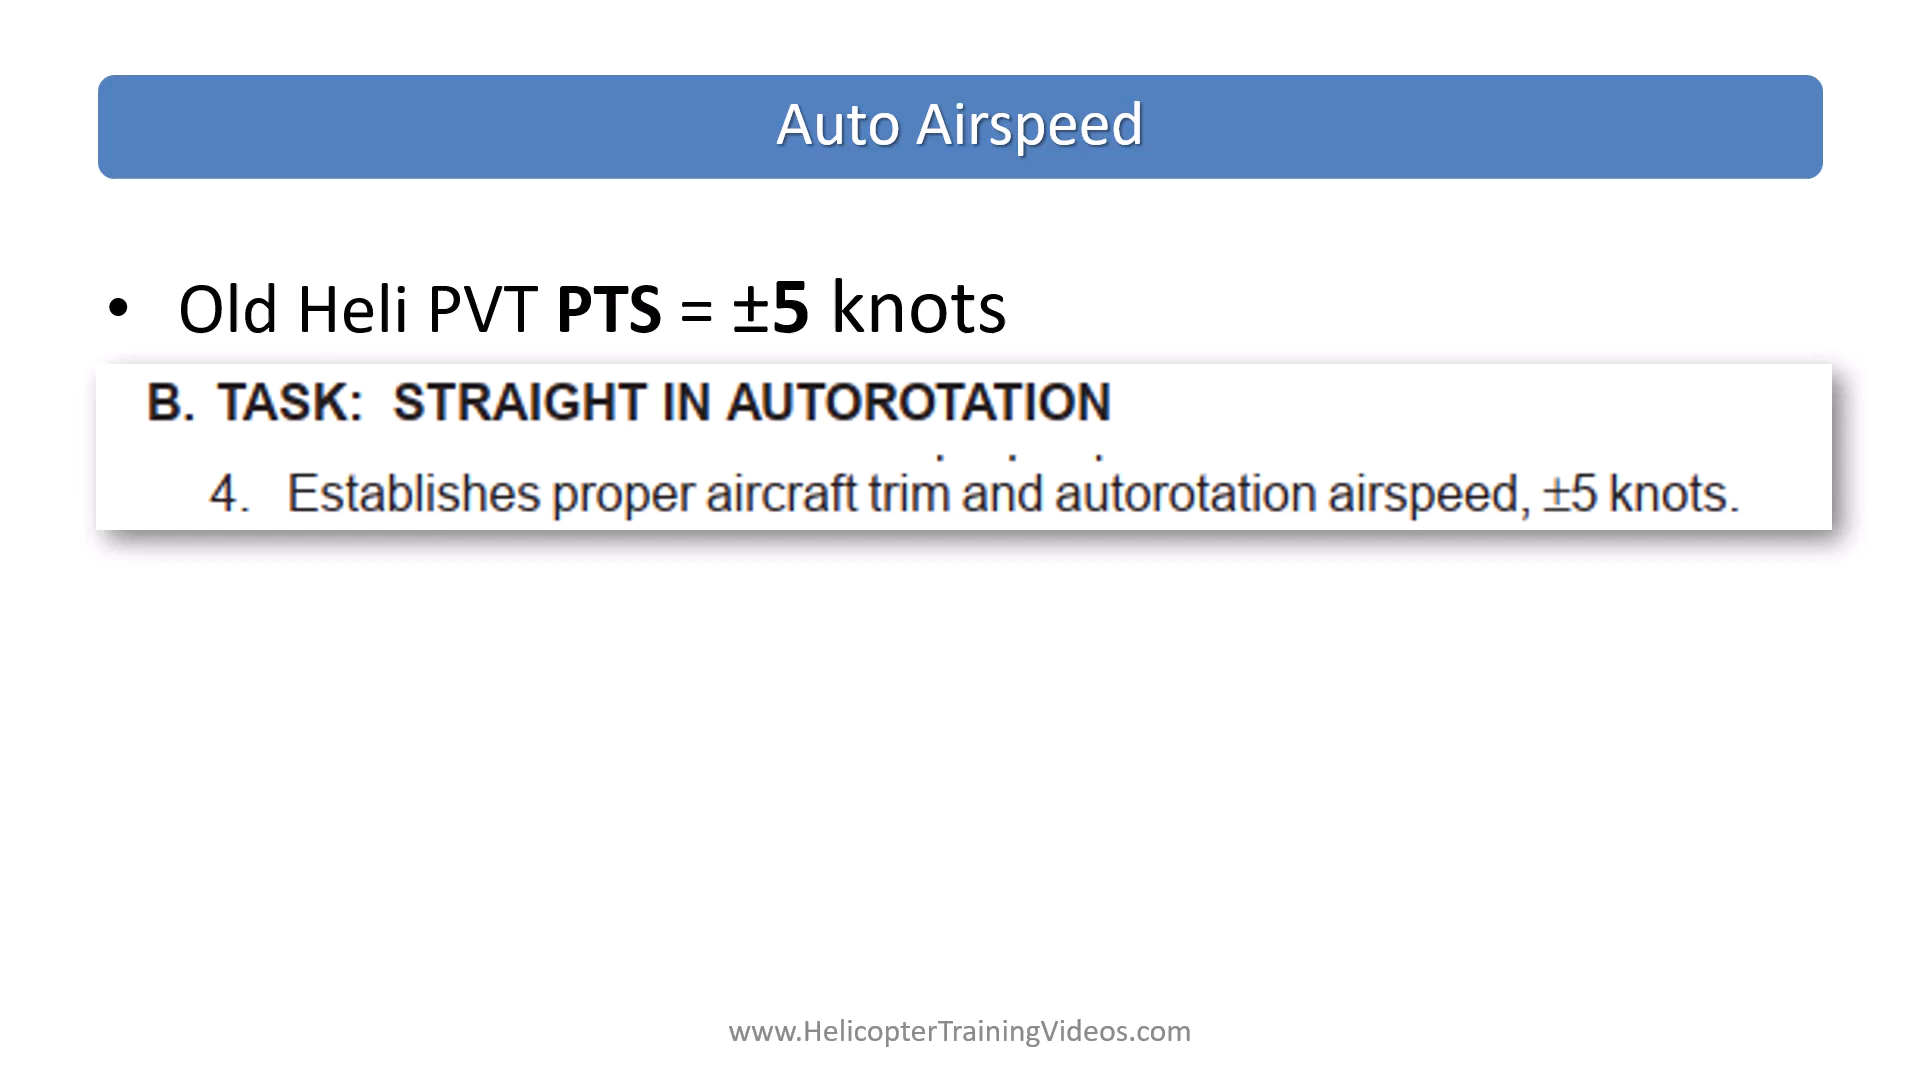 Auto Airspeed
• Old Heli PVT PTS = ±5 knots
B. TASK: STRAIGHT IN AUTOROTATION
4. Establishes proper aircraft trim and autorotation airspeed, ±5 knots.
www.HelicopterTrainingVideos.com